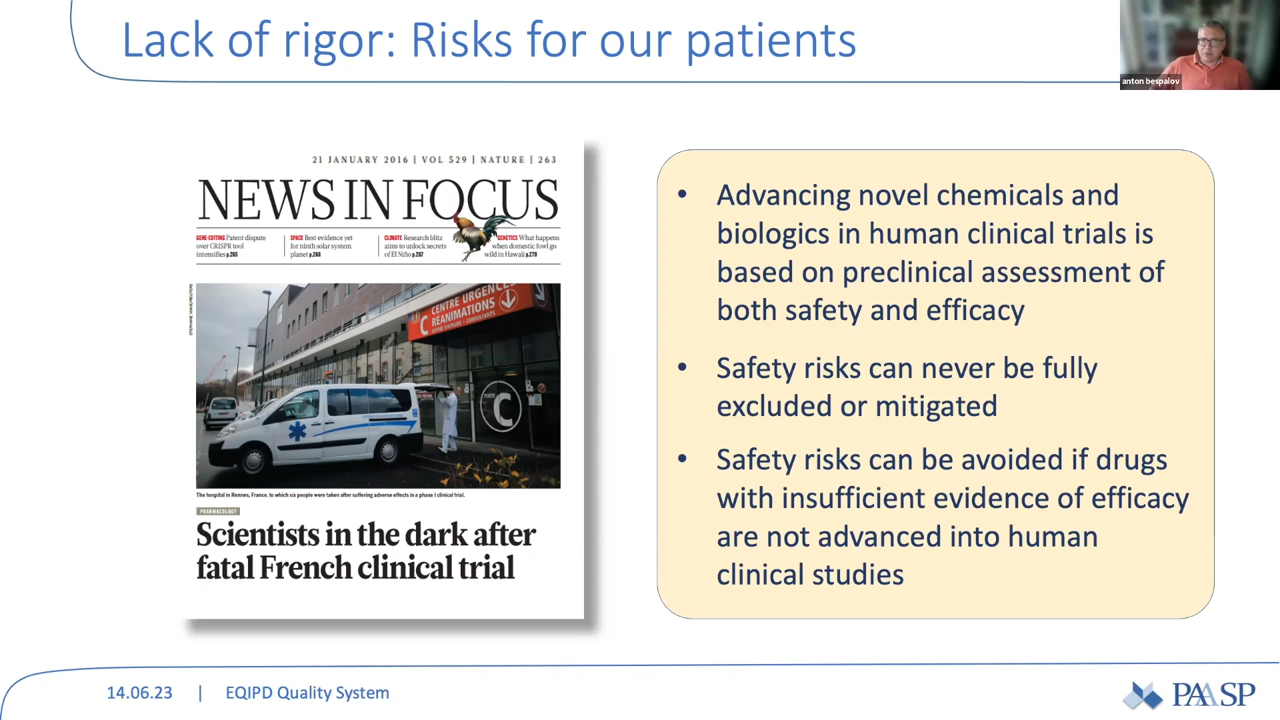 Lack of rigor: Risks for our patients
anton bespalov
21 JANUARY 2016 | VOL 529 | NATURE | 263
NEWS IN FOCUS
GENE-EDITING Patent dispute
over CRISPR tool
intensifies p.265
SPACE Best evidence yet
for ninth solar system
planet p.266
CLIMATE Research blitz
aims to unlock secrets
of El Niño p.267
GENETICS What happens
when domestic fowl go
wild in Hawaii p.270
CENTRE URGENCES
RÉANIMATIONS
C
C
The hospital in Rennes, France, to which six people were taken after suffering adverse effects in a phase I clinical trial.
PHARMACOLOGY
Scientists in the dark after
fatal French clinical trial
• Advancing novel chemicals and
biologics in human clinical trials is
based on preclinical assessment of
both safety and efficacy
• Safety risks can never be fully
excluded or mitigated
• Safety risks can be avoided if drugs
with insufficient evidence of efficacy
are not advanced into human
clinical studies
14.06.23 | EQIPD Quality System
PAASP